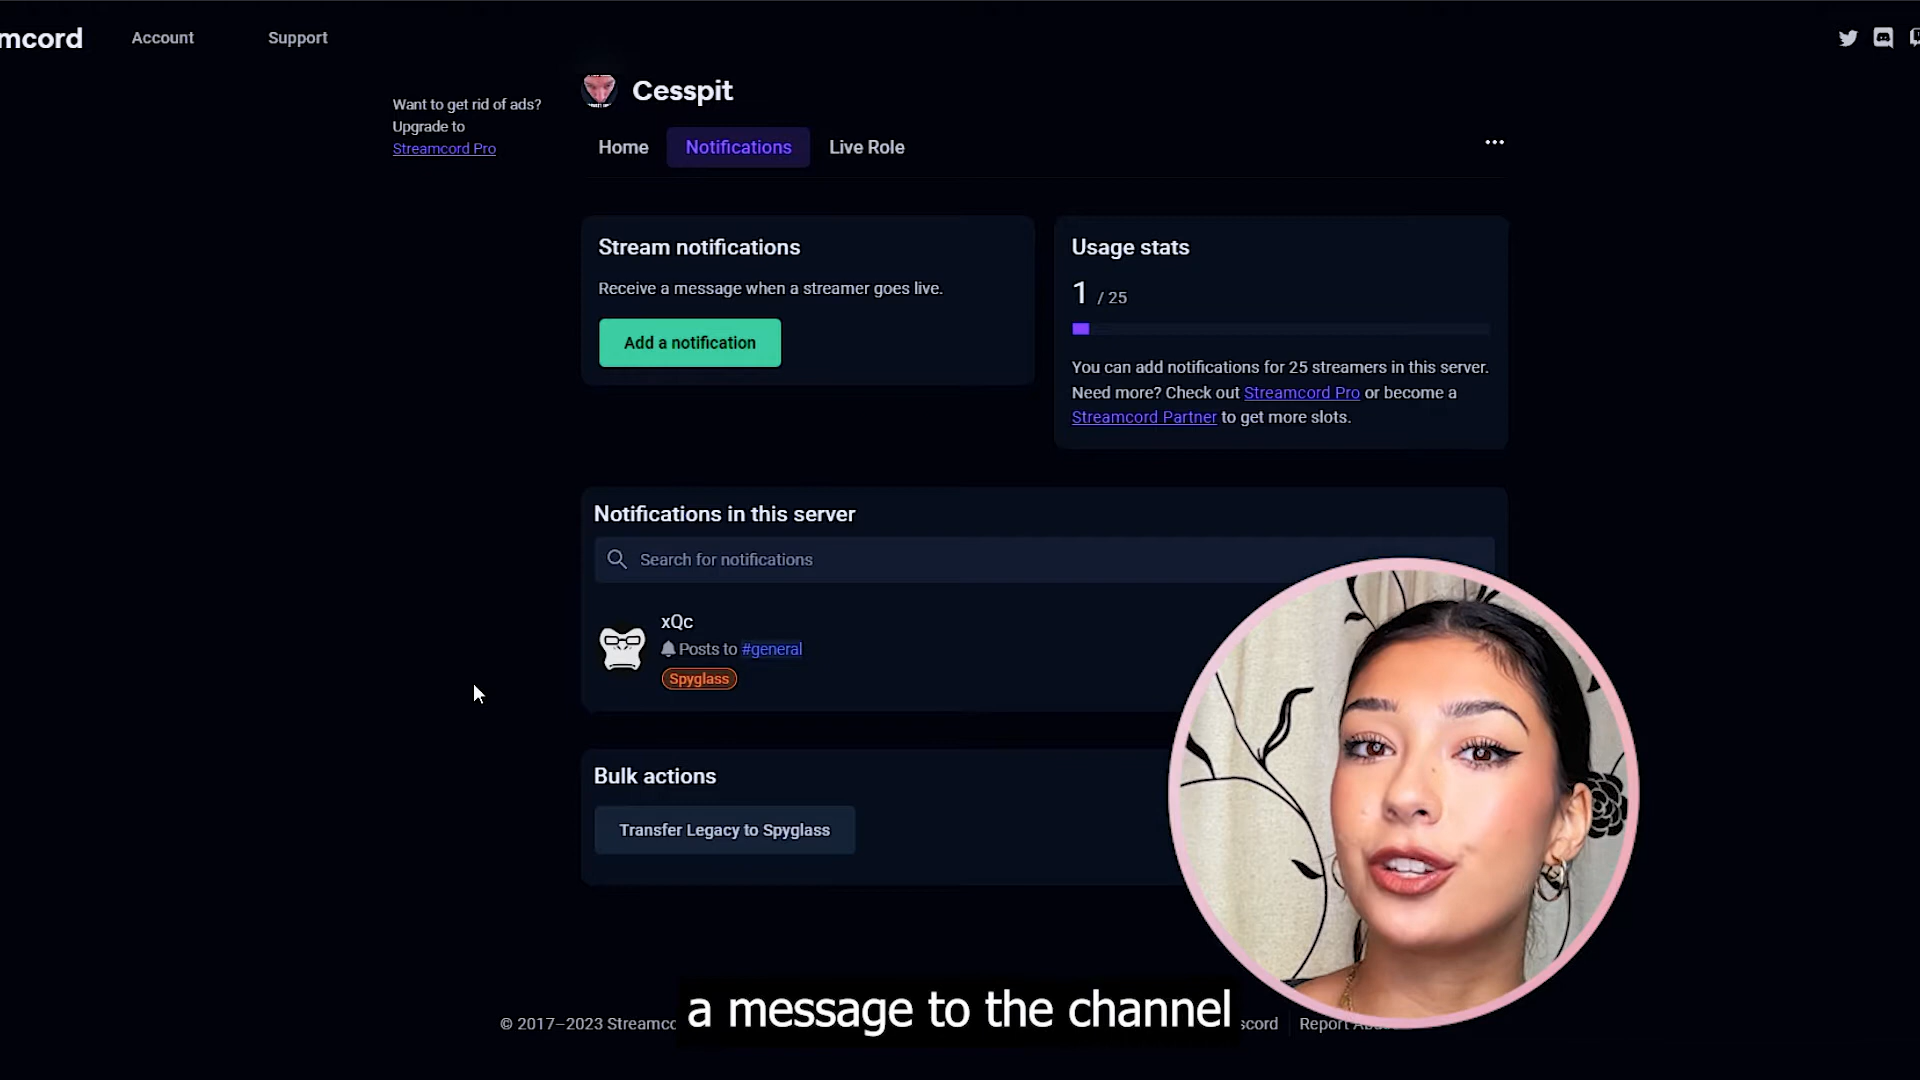 mcord
Account
Support
Want to get rid of ads?
Upgrade to
Streamcord Pro
Cesspit
Home
Notifications
Live Role
Stream notifications
Receive a message when a streamer goes live.
Add a notification
Usage stats
1 / 25
You can add notifications for 25 streamers in this server.
Need more? Check out Streamcord Pro or become a
Streamcord Partner to get more slots.
Notifications in this server
Search for notifications
xQc
Posts to #general
Spyglass
Bulk actions
Transfer Legacy to Spyglass
a message to the channel
© 2017–2023 Streamco
scord
Report